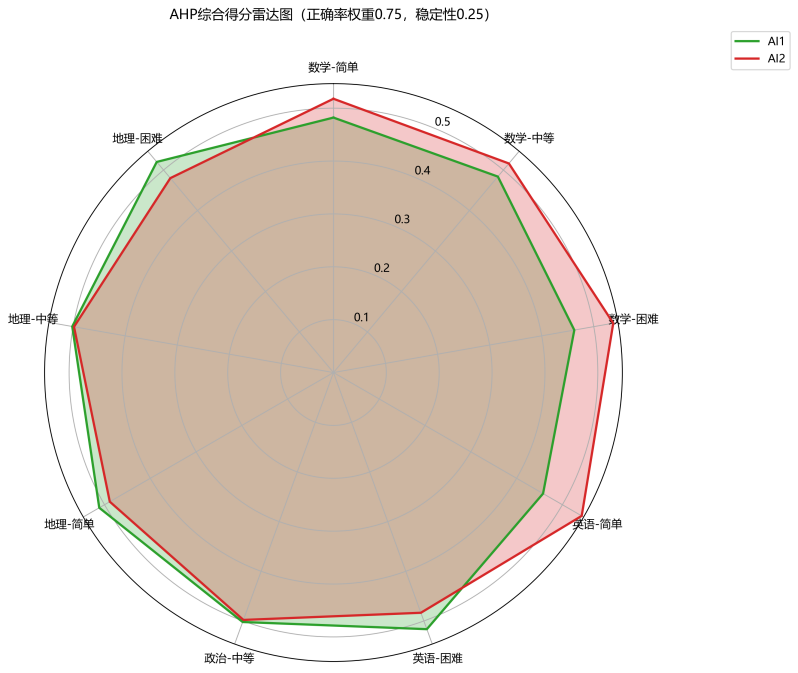 AHP综合得分雷达图（正确率权重0.75，稳定性0.25）
AI1
AI2
数学-简单
0.5
地理-困难
数学-中等
0.4
0.3
0.2
0.1
地理-中等
数学-困难
地理-简单
英语-简单
政治-中等
英语-困难